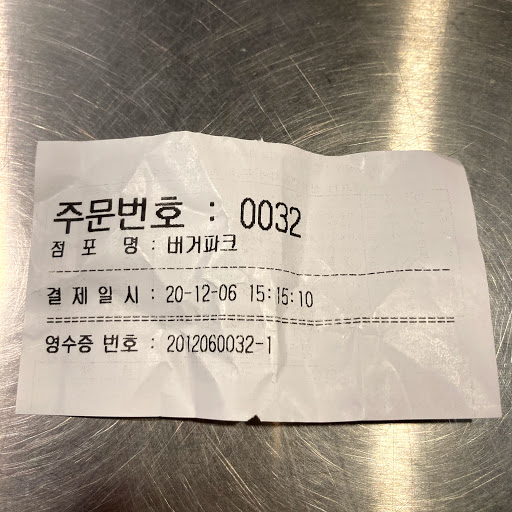 주문번호 : 0032
점 포 명 : 버거파크
결 제 일 시 : 20-12-06 15:15:10
영수증 번호 : 2012060032-1